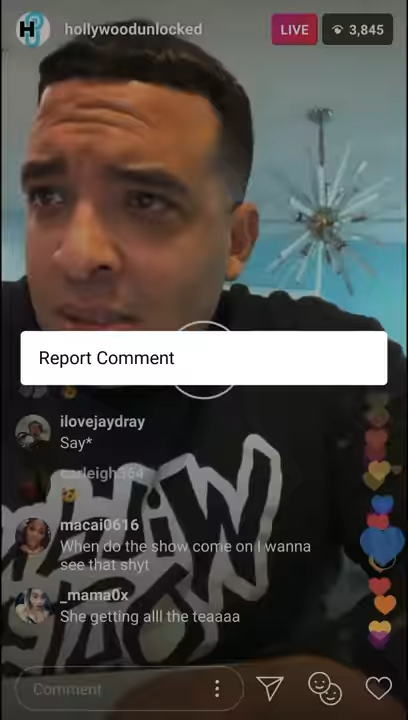 H
hollywoodunlocked
LIVE
3,845
Report Comment
ilovejaydray
Say*
carleigh364
macai0616
When do the show come on I wanna
see that shyt
_mama0x
She getting alll the teaaaa
Comment